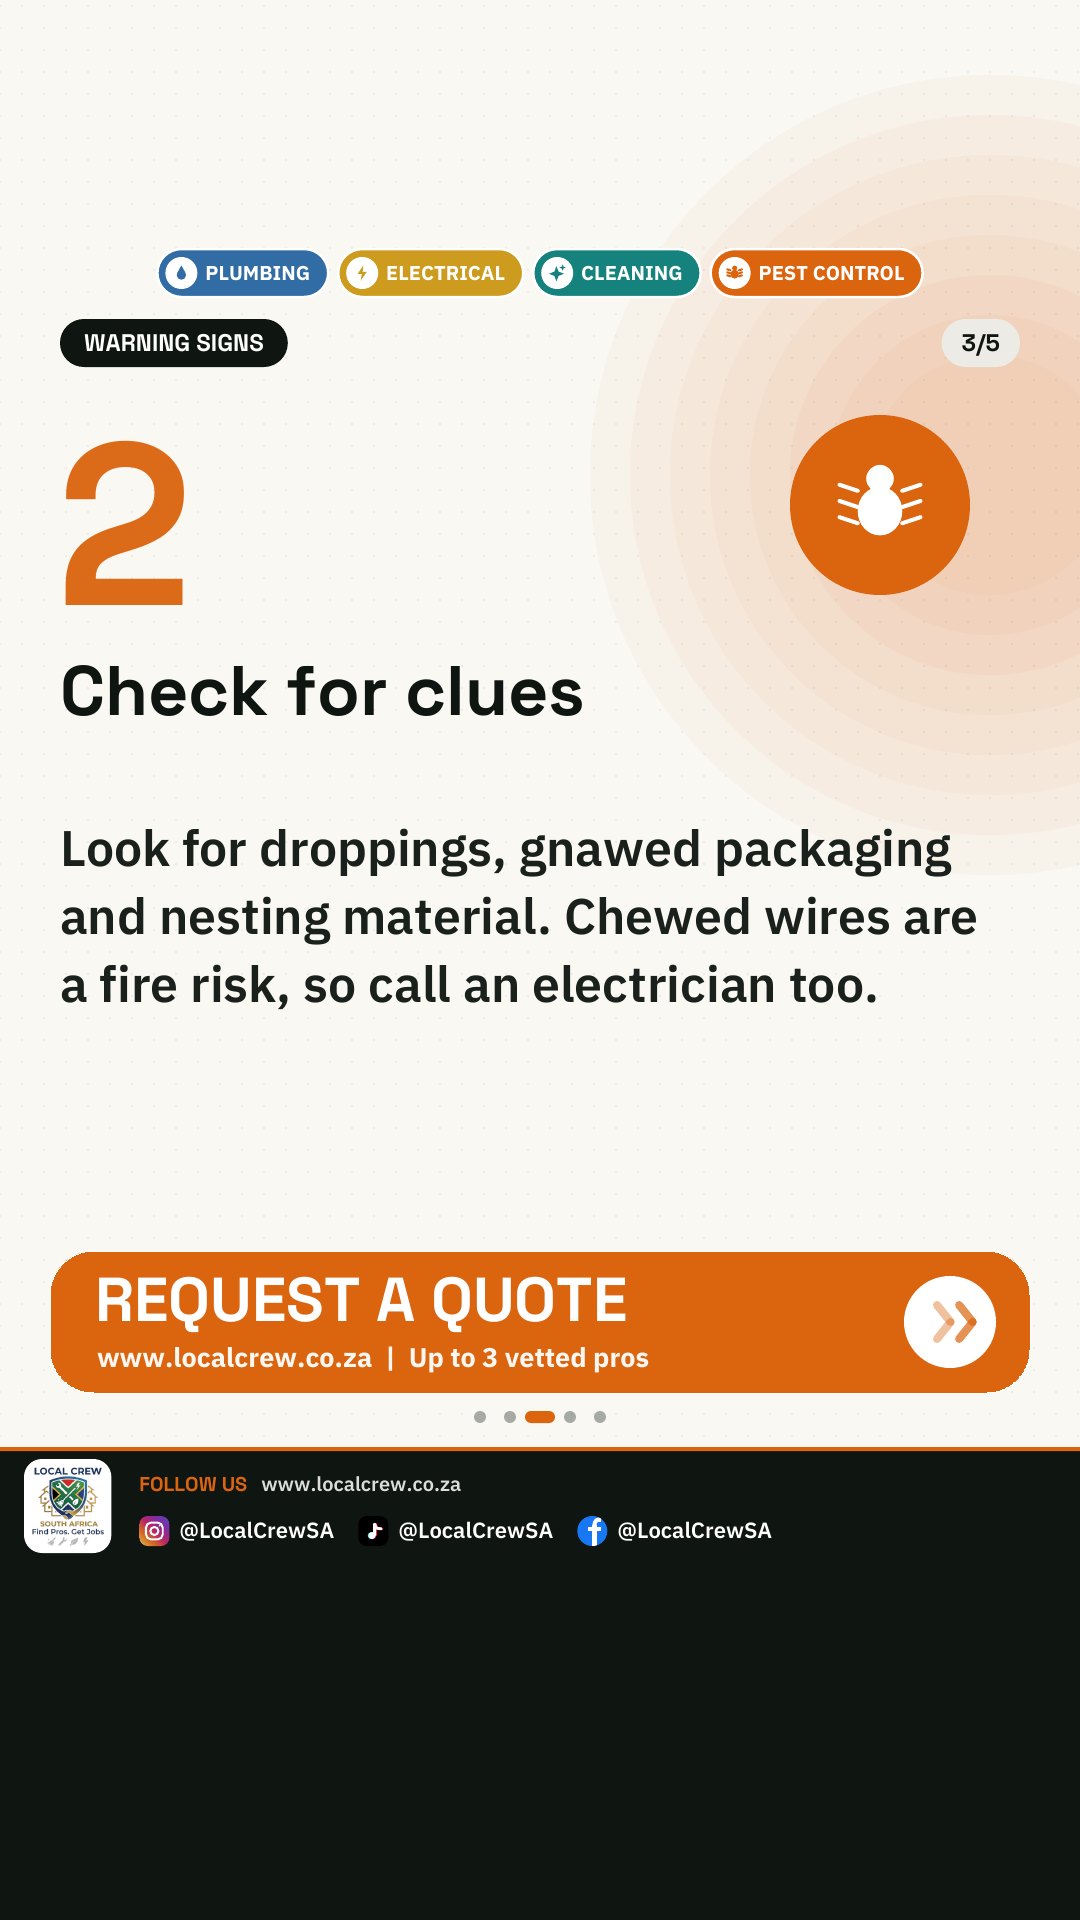 PLUMBING
ELECTRICAL
CLEANING
PEST CONTROL
WARNING SIGNS
3/5
2
Check for clues
Look for droppings, gnawed packaging
and nesting material. Chewed wires are
a fire risk, so call an electrician too.
REQUEST A QUOTE
www.localcrew.co.za | Up to 3 vetted pros
LOCAL CREW
SOUTH AFRICA
Find Pros. Get Jobs
FOLLOW US www.localcrew.co.za
@LocalCrewSA @LocalCrewSA @LocalCrewSA